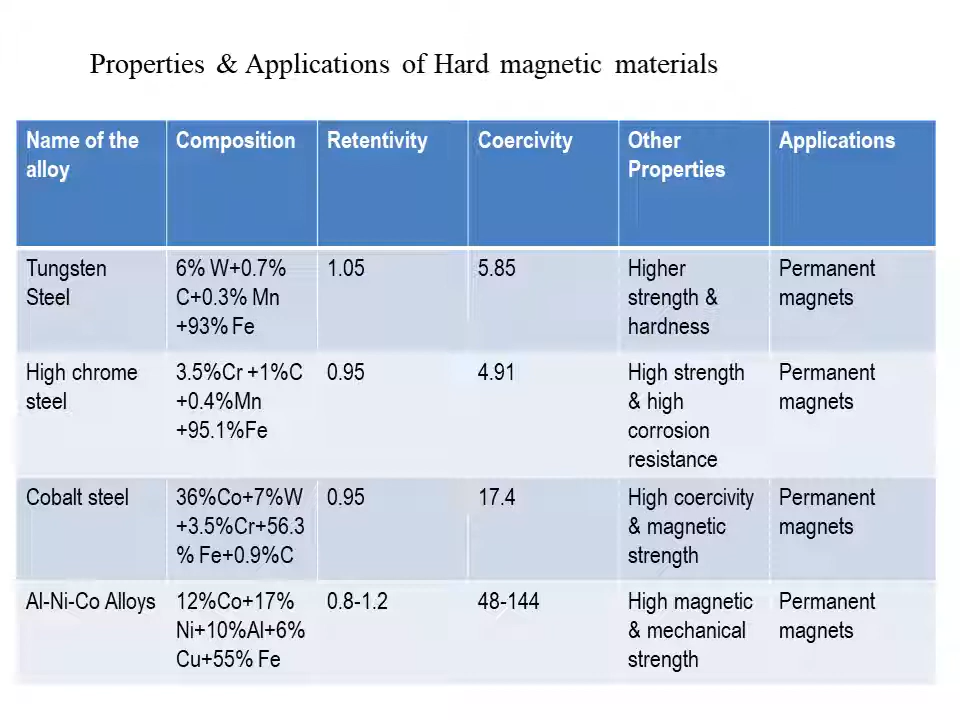 Properties & Applications of Hard magnetic materials
Name of the
alloy
Composition
Retentivity
Coercivity
Other
Properties
Applications
Tungsten
Steel
6% W+0.7%
C+0.3% Mn
+93% Fe
1.05
5.85
Higher
strength &
hardness
Permanent
magnets
High chrome
steel
3.5%Cr +1%C
+0.4%Mn
+95.1%Fe
0.95
4.91
High strength
& high
corrosion
resistance
Permanent
magnets
Cobalt steel
36%Co+7%W
+3.5%Cr+56.3
% Fe+0.9%C
0.95
17.4
High coercivity
& magnetic
strength
Permanent
magnets
Al-Ni-Co Alloys
12%Co+17%
Ni+10%Al+6%
Cu+55% Fe
0.8-1.2
48-144
High magnetic
& mechanical
strength
Permanent
magnets